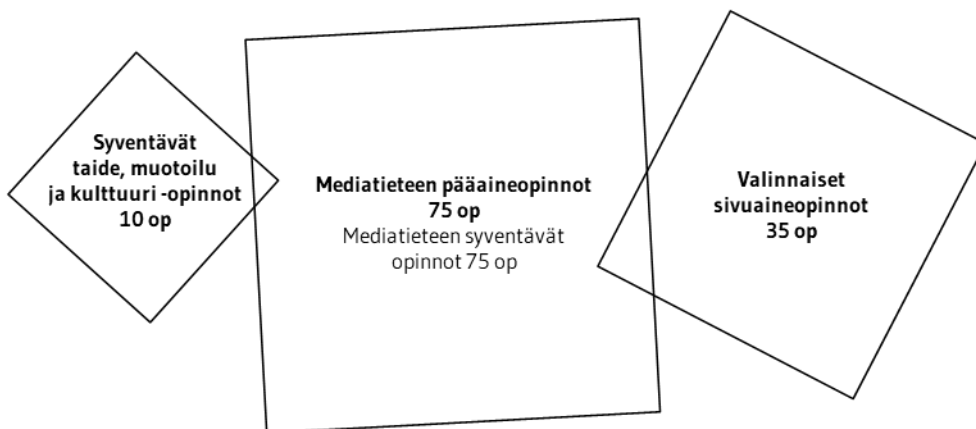 Syventävät
taide, muotoilu
ja kulttuuri -opinnot
10 op
Mediatieteen pääaineopinnot
75 op
Mediatieteen syventävät
opinnot 75 op
Valinnaiset
sivuaineopinnot
35 op